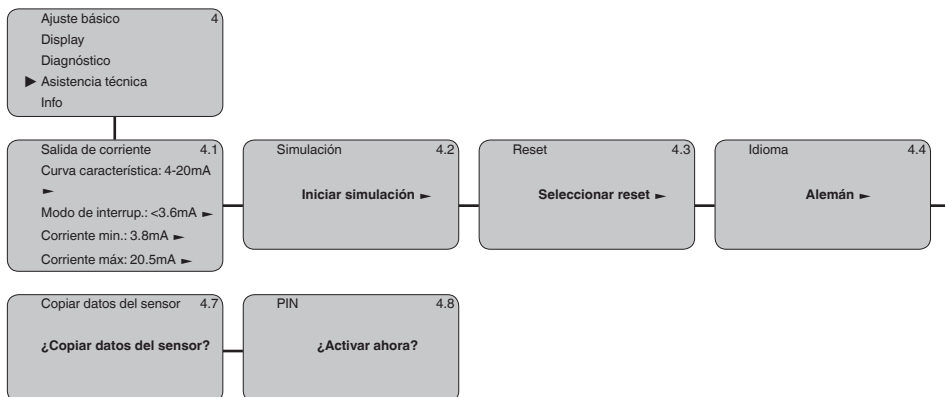 Ajuste básico 4
Display
Diagnóstico
▶ Asistencia técnica
Info
Salida de corriente 4.1
Curva característica: 4-20mA
►
Modo de interrup.: <3.6mA ►
Corriente min.: 3.8mA ►
Corriente máx: 20.5mA ►
Simulación 4.2
Iniciar simulación ►
Reset 4.3
Seleccionar reset ►
Idioma 4.4
Alemán ►
Copiar datos del sensor 4.7
¿Copiar datos del sensor?
PIN 4.8
¿Activar ahora?